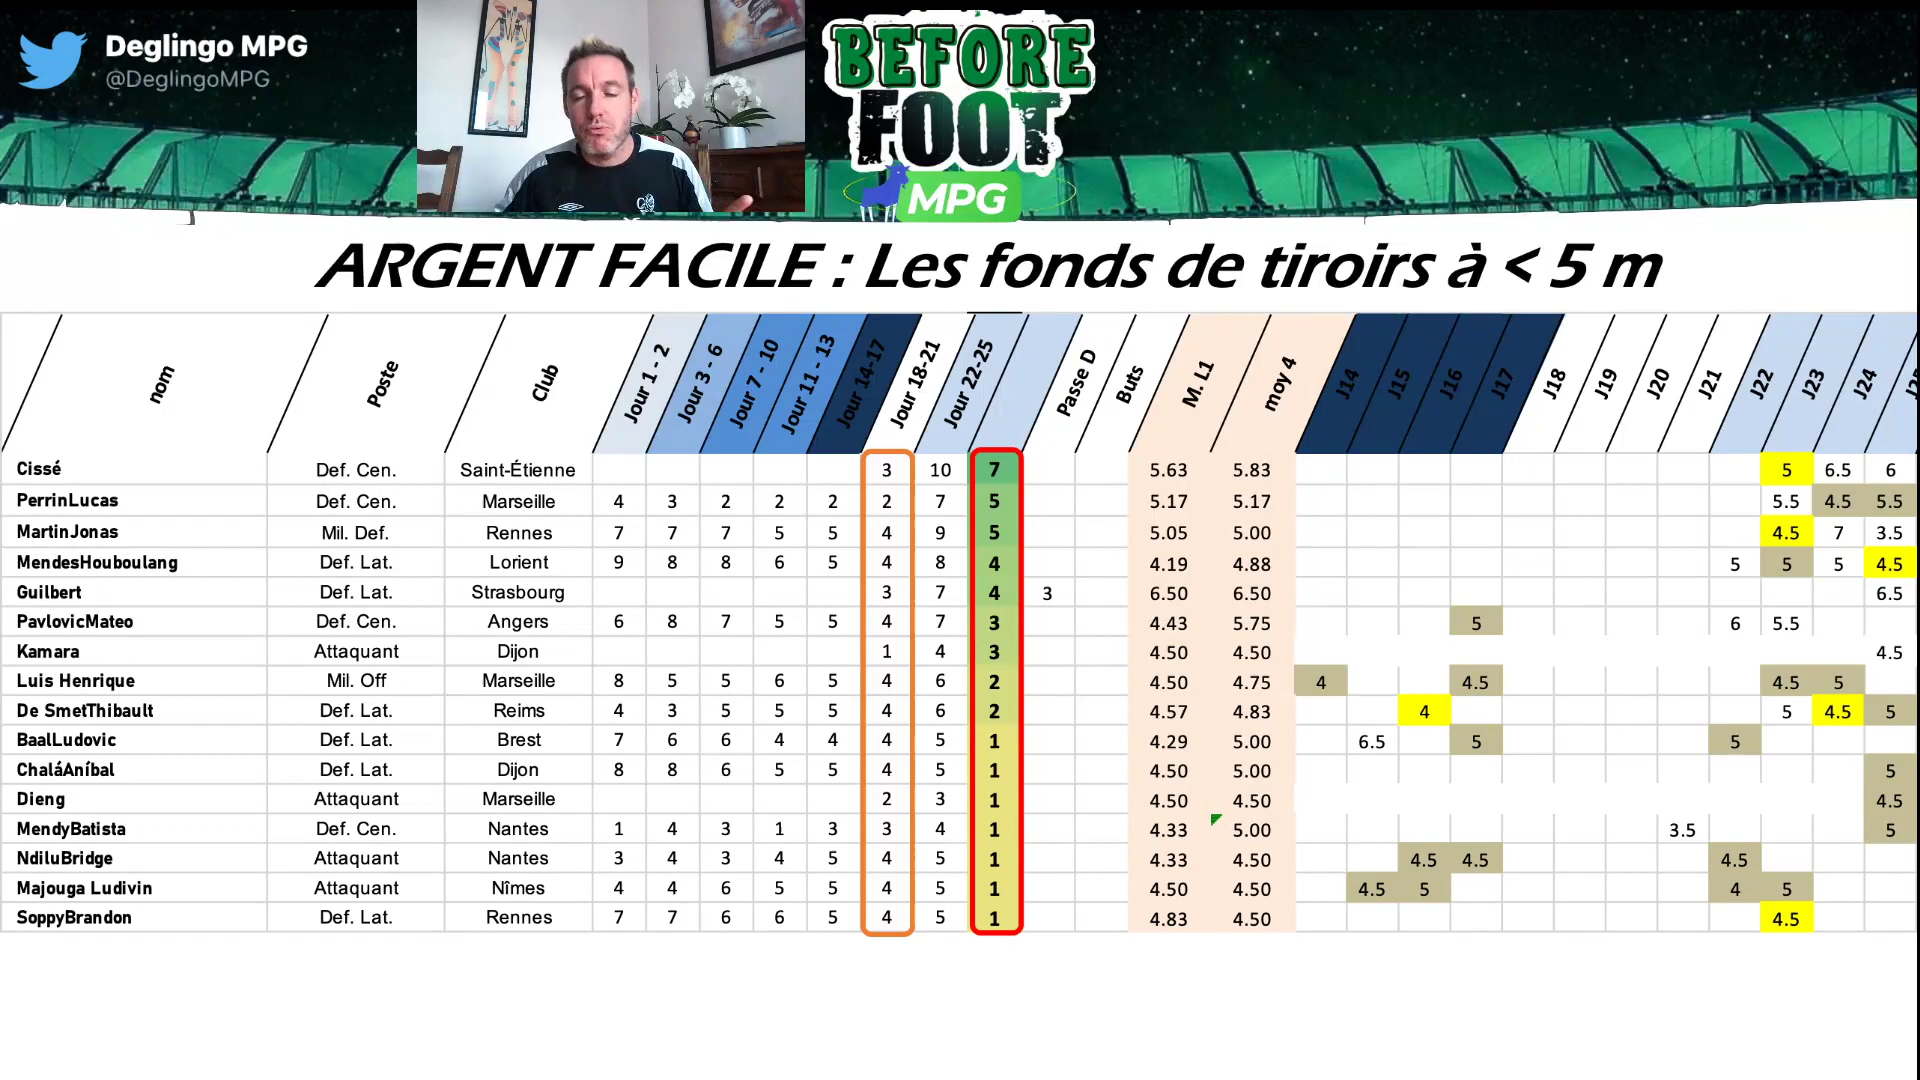 Deglingo MPG
@DeglingoMPG
BEFORE
FOOT
MPG
ARGENT FACILE : Les fonds de tiroirs à < 5 m
nom Poste Club Jour 1 - 2 Jour 3 - 6 Jour 7 - 10 Jour 11 - 13 Jour 14-17 Jour 18-21 Jour 22-25 Passe D Buts M. L1 moy 4 J14 J15 J16 J17 J18 J19 J20 J21 J22 J23 J24
Cissé Def. Cen. Saint-Étienne 3 10 7 5.63 5.83 5 6.5 6
PerrinLucas Def. Cen. Marseille 4 3 2 2 2 2 7 5 5.17 5.17 5.5 4.5 5.5
MartinJonas Mil. Def. Rennes 7 7 7 5 5 4 9 5 5.05 5.00 4.5 7 3.5
MendesHouboulang Def. Lat. Lorient 9 8 8 6 5 4 8 4 4.19 4.88 5 5 5 4.5
Guilbert Def. Lat. Strasbourg 3 7 4 3 6.50 6.50 6.5
PavlovicMateo Def. Cen. Angers 6 8 7 5 5 4 7 3 4.43 5.75 5 6 5.5
Kamara Attaquant Dijon 1 4 3 4.50 4.50 4.5
Luis Henrique Mil. Off Marseille 8 5 5 6 5 4 6 2 4.50 4.75 4 4.5 4.5 5
De SmetThibault Def. Lat. Reims 4 3 5 5 5 4 6 2 4.57 4.83 4 5 4.5 5
BaalLudovic Def. Lat. Brest 7 6 6 4 4 4 5 1 4.29 5.00 6.5 5 5
ChaláAníbal Def. Lat. Dijon 8 8 6 5 5 4 5 1 4.50 5.00 5
Dieng Attaquant Marseille 2 3 1 4.50 4.50 4.5
MendyBatista Def. Cen. Nantes 1 4 3 1 3 3 4 1 4.33 5.00 3.5 5
NdiluBridge Attaquant Nantes 3 4 3 4 5 4 5 1 4.33 4.50 4.5 4.5 4.5
Majouga Ludivin Attaquant Nîmes 4 4 6 5 5 4 5 1 4.50 4.50 4.5 5 4 5
SoppyBrandon Def. Lat. Rennes 7 7 6 6 5 4 5 1 4.83 4.50 4.5